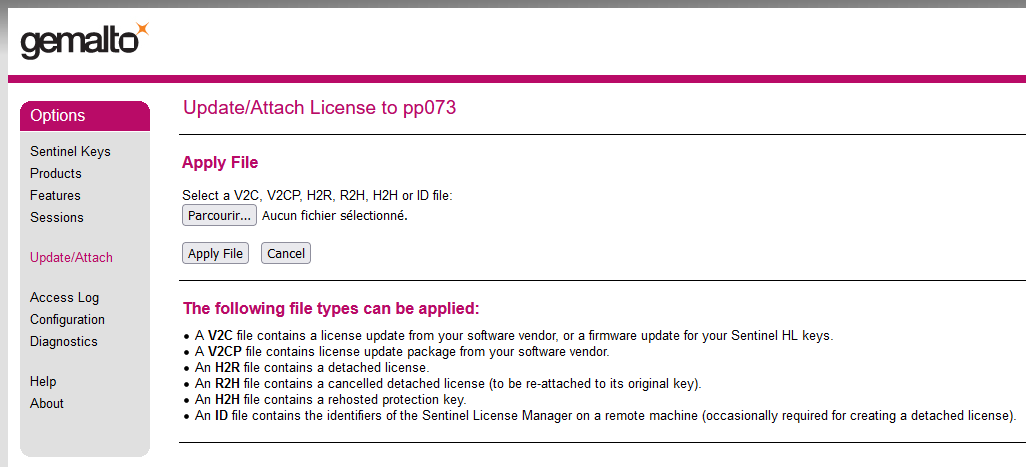 gemalto
Options
Sentinel Keys
Products
Features
Sessions
Update/Attach
Access Log
Configuration
Diagnostics
Help
About
Update/Attach License to pp073
Apply File
Select a V2C, V2CP, H2R, R2H, H2H or ID file:
Parcourir... Aucun fichier sélectionné.
Apply File Cancel
The following file types can be applied:
• A V2C file contains a license update from your software vendor, or a firmware update for your Sentinel HL keys.
• A V2CP file contains license update package from your software vendor.
• An H2R file contains a detached license.
• An R2H file contains a cancelled detached license (to be re-attached to its original key).
• An H2H file contains a rehosted protection key.
• An ID file contains the identifiers of the Sentinel License Manager on a remote machine (occasionally required for creating a detached license).